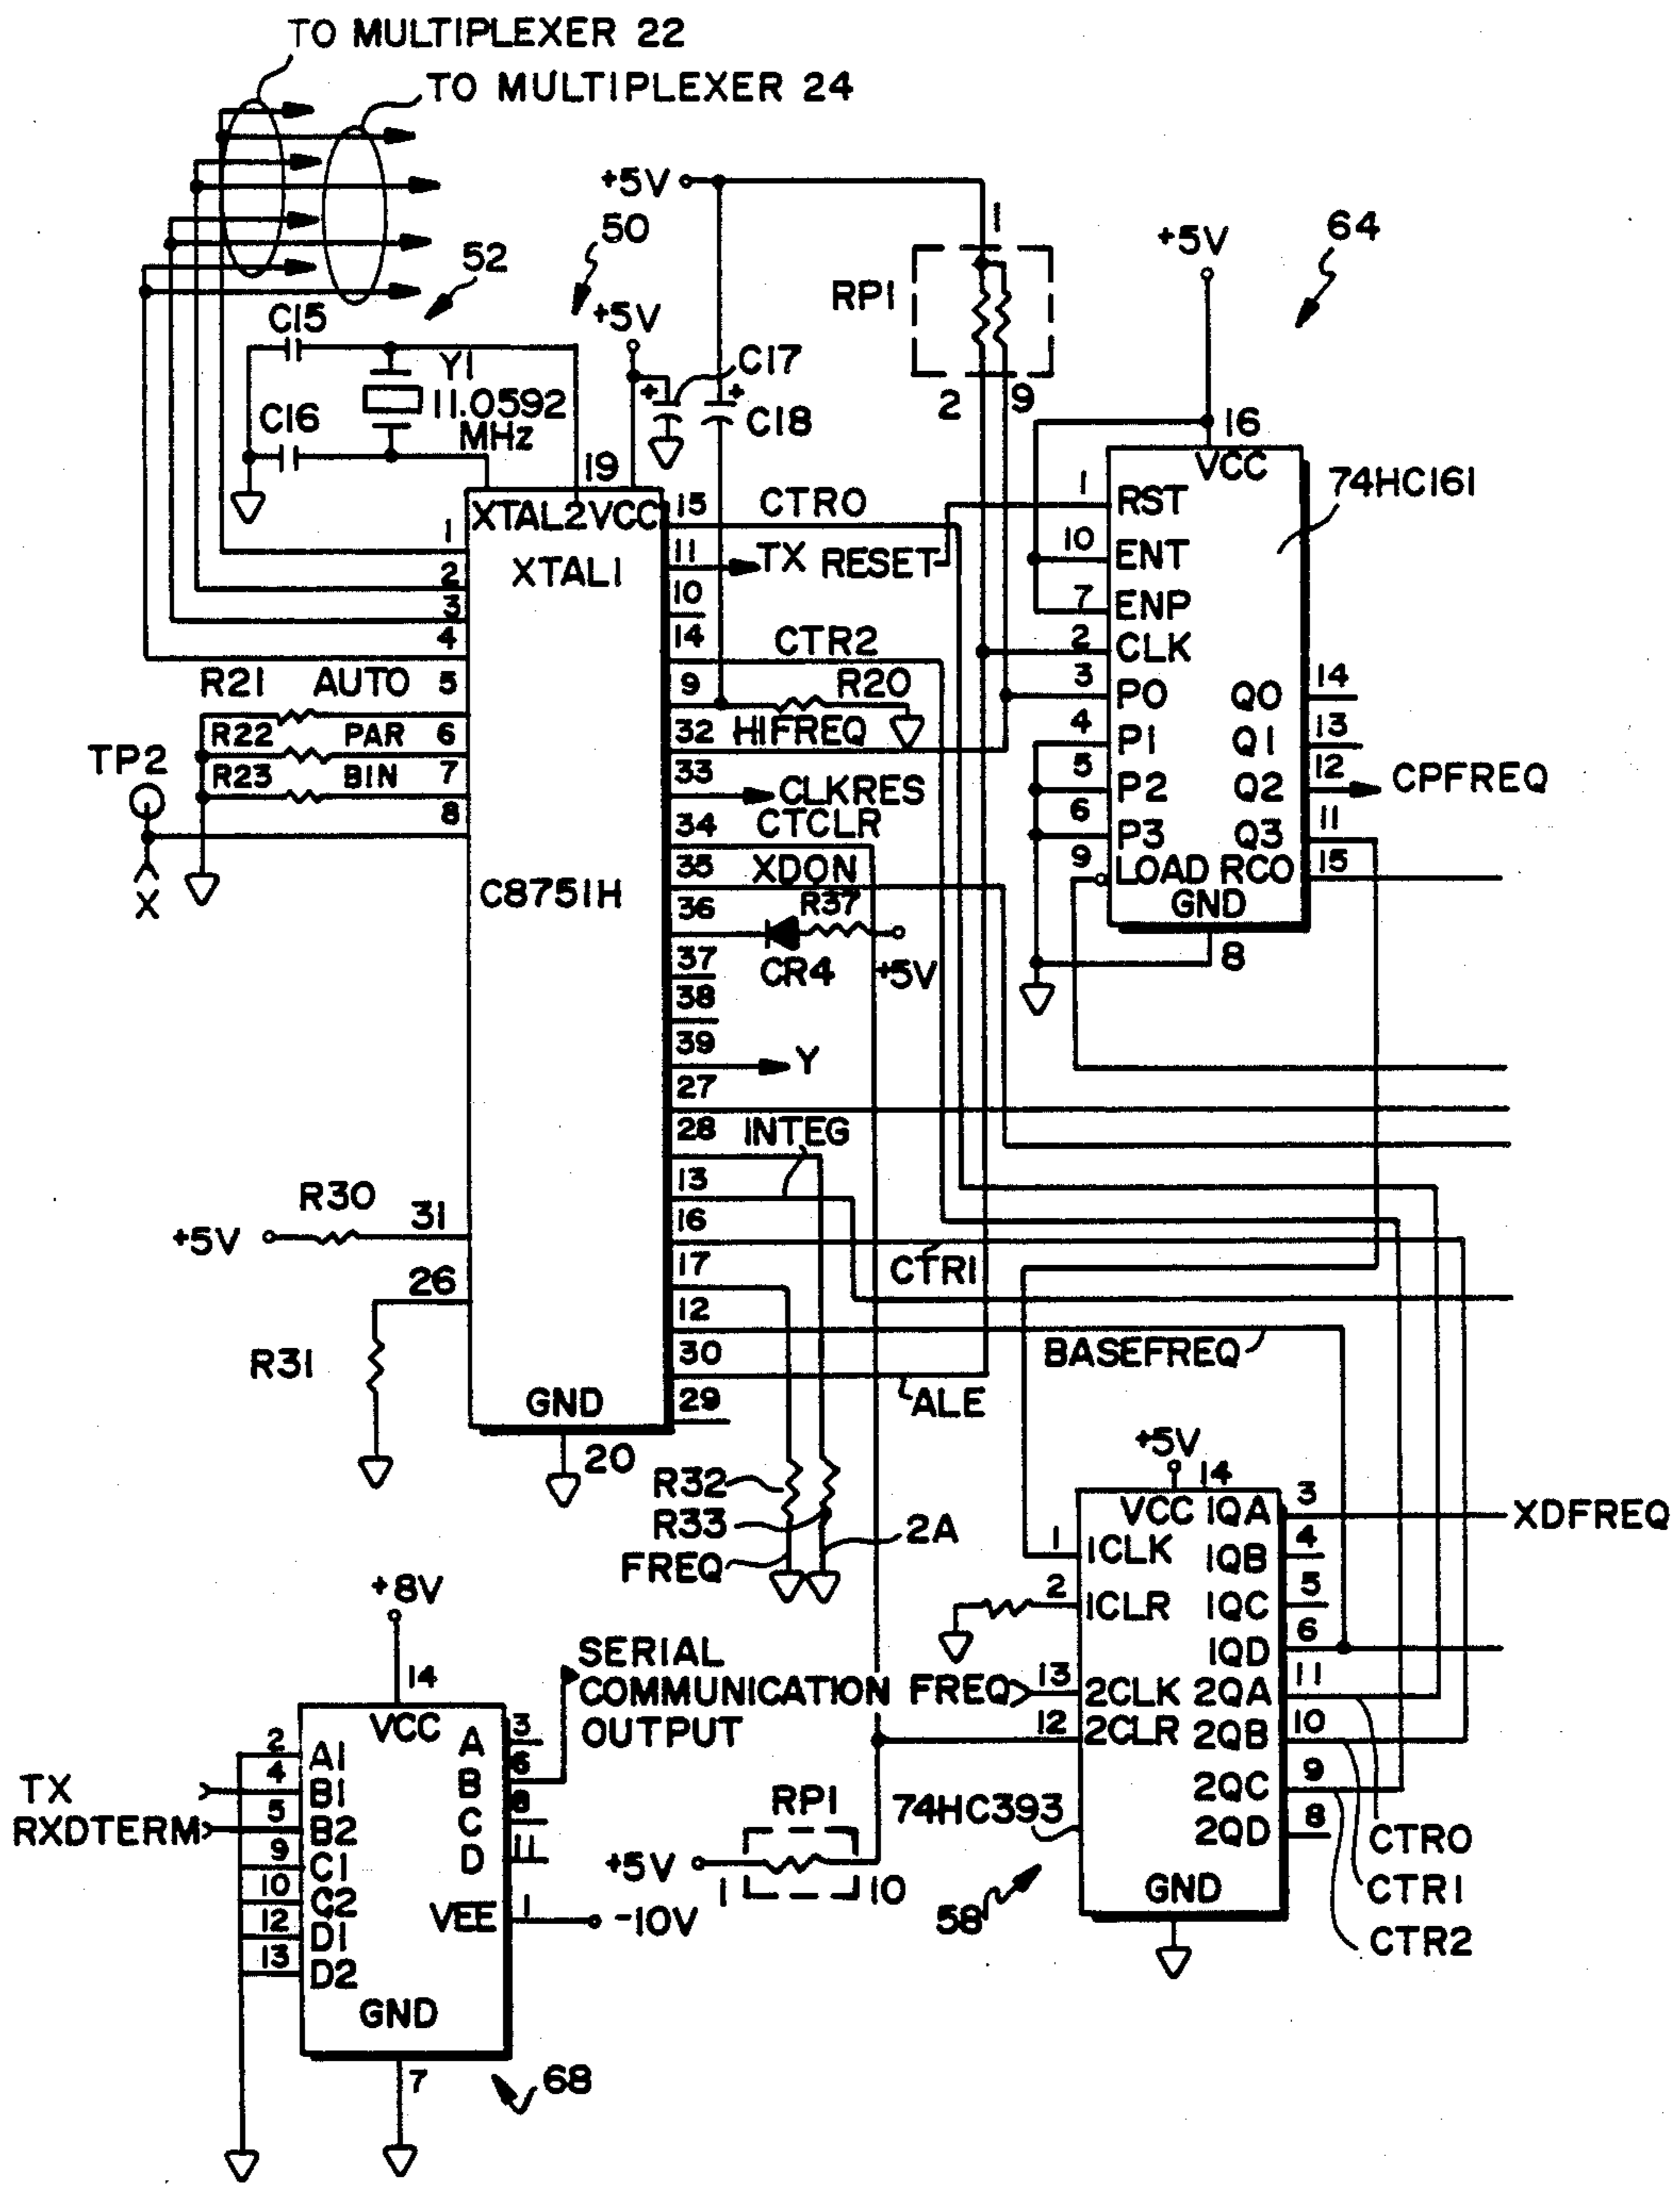 TO MULTIPLEXER 22
TO MULTIPLEXER 24
+5V
1
50
64
52
+5V
RP1
C15
+5V
Y1
C17
11.0592
MHz
2
9
C16
C18
16
19
VCC
74HC161
XTAL2 VCC
15
CTR0
1
RST
1
XTAL1
11
TX
RESET
10
ENT
2
10
7
ENP
3
14
CTR2
2
CLK
4
3
P0
Q0
14
R21
AUTO
5
9
R20
R22
PAR
6
32
HIFREQ
4
P1
Q1
13
TP2
R23
BIN
7
33
CLKRES
5
P2
Q2
12
CPFREQ
8
34
CTCLR
6
P3
Q3
11
35
XDON
9
LOAD RCO
15
X
C8751H
36
R37
GND
CR4
+5V
8
37
38
39
Y
27
28
INTEG
13
R30
31
16
+5V
17
CTR1
26
12
BASEFREQ
R31
30
ALE
GND
29
20
+5V
14
R32
VCC
1QA
3
XDFREQ
R33
2A
1
1CLK
1QB
4
FREQ
2
1CLR
1QC
5
+8V
1QD
6
SERIAL
COMMUNICATION
OUTPUT
FREQ
13
2CLK
2QA
11
14
12
2CLR
2QB
10
VCC
2
A1
A
3
2QC
9
TX
4
B1
B
6
RP1
74HC393
2QD
8
RXDTERM
5
B2
C
8
CTR0
9
C1
D
11
+5V
1
10
GND
CTR1
10
C2
VEE
1
-10V
58
CTR2
12
D1
13
D2
GND
7
68